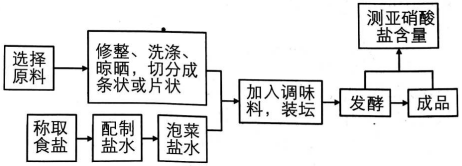 测亚硝酸
盐含量
选择
原料
修整、洗涤、
晾晒，切分成
条状或片状
加入调味
料，装坛
发酵
成品
称取
食盐
配制
盐水
泡菜
盐水